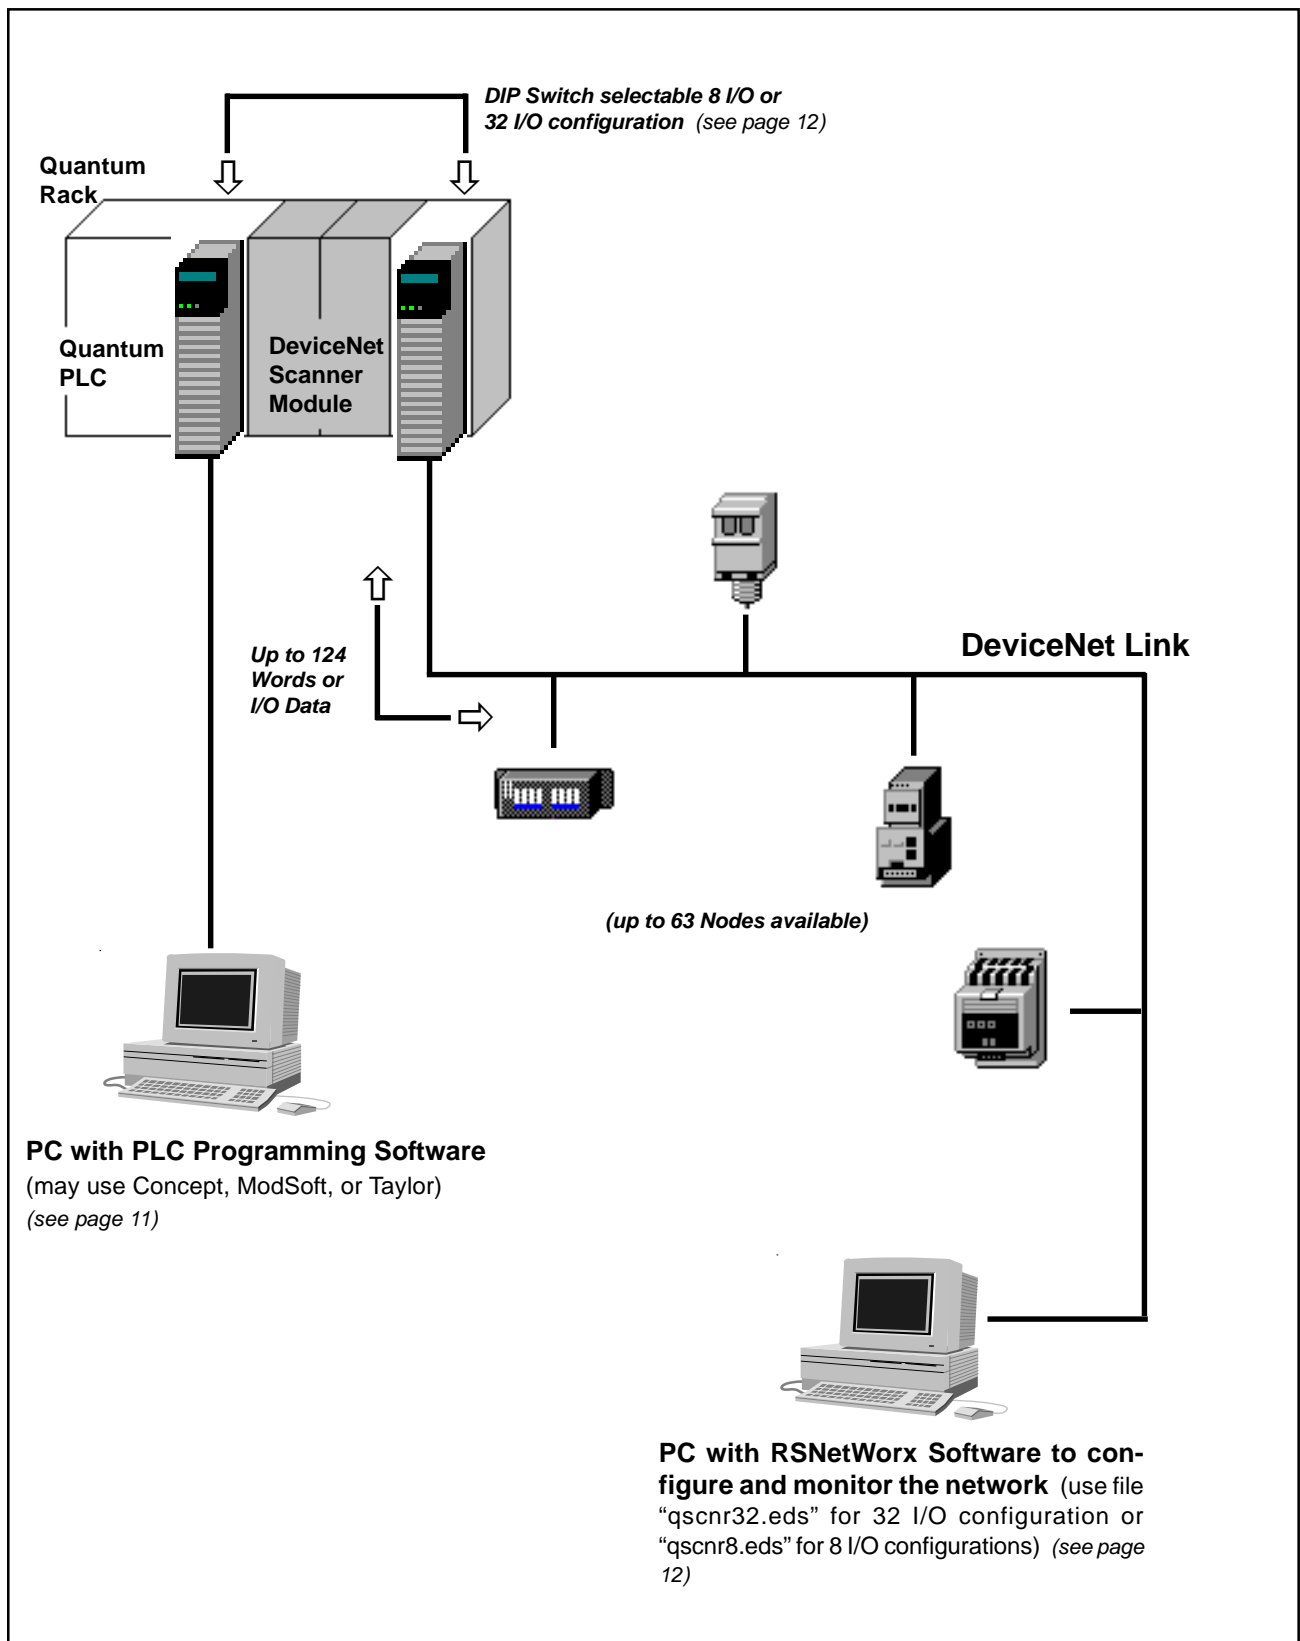 DIP Switch selectable 8 I/O or
32 I/O configuration (see page 12)
Quantum
Rack
Quantum
PLC
DeviceNet
Scanner
Module
Up to 124
Words or
I/O Data
DeviceNet Link
(up to 63 Nodes available)
PC with PLC Programming Software
(may use Concept, ModSoft, or Taylor)
(see page 11)
PC with RSNetWorx Software to con-
figure and monitor the network (use file
“qscnr32.eds” for 32 I/O configuration or
“qscnr8.eds” for 8 I/O configurations) (see page
12)